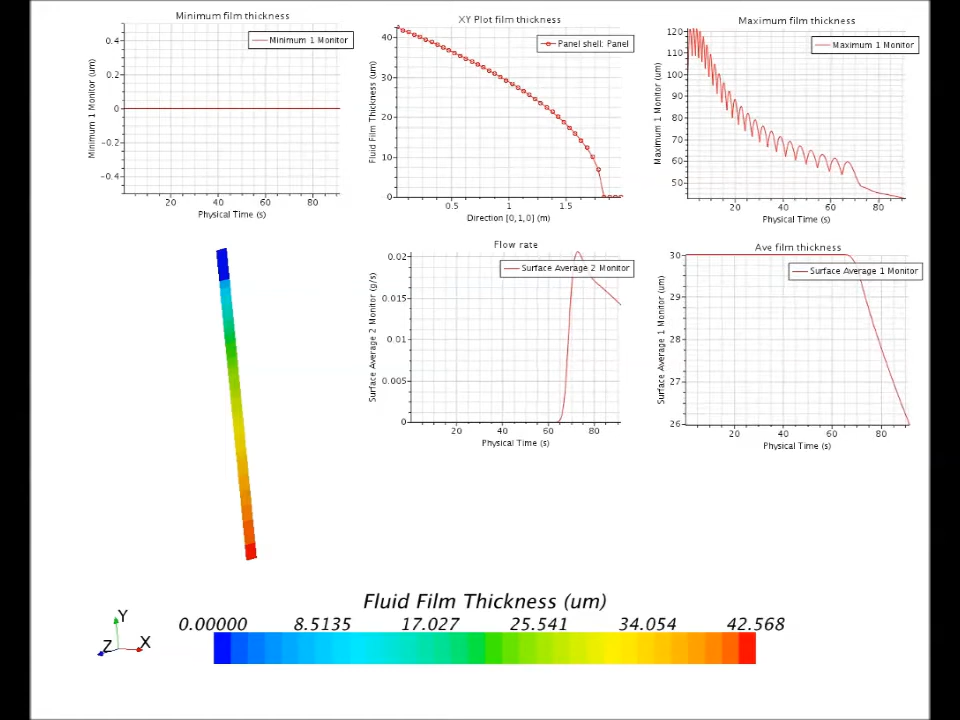 Minimum film thickness
Minimum 1 Monitor
Minimum 1 Monitor (um)
0.4
0.2
0
-0.2
-0.4
20 40 60 80
Physical Time (s)
XY Plot film thickness
Panel shell: Panel
Fluid Film Thickness (um)
40
30
20
10
0
0.5 1 1.5
Direction [0,1,0] (m)
Maximum film thickness
Maximum 1 Monitor
Maximum 1 Monitor (um)
120
110
100
90
80
70
60
50
20 40 60 80
Physical Time (s)
Flow rate
Surface Average 2 Monitor
Surface Average 2 Monitor (g/s)
0.02
0.015
0.01
0.005
0
20 40 60 80
Physical Time (s)
Ave film thickness
Surface Average 1 Monitor
Surface Average 1 Monitor (um)
30
29
28
27
26
20 40 60 80
Physical Time (s)
Fluid Film Thickness (um)
0.00000 8.5135 17.027 25.541 34.054 42.568
Y
Z X